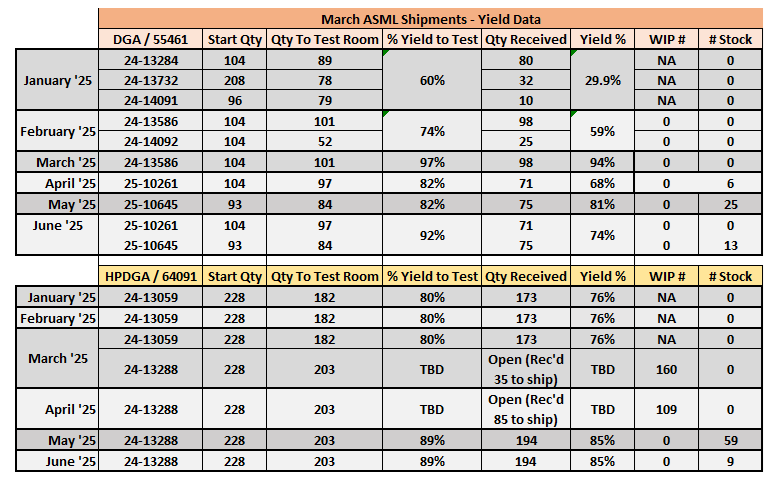 March ASML Shipments - Yield Data
DGA / 55461 Start Qty Qty To Test Room % Yield to Test Qty Received Yield % WIP # # Stock
January '25 24-13284 104 89 60% 80 29.9% NA 0
24-13732 208 78 32 NA 0
24-14091 96 79 10 NA 0
February '25 24-13586 104 101 74% 98 59% 0 0
24-14092 104 52 25 0 0
March '25 24-13586 104 101 97% 98 94% 0 0
April '25 25-10261 104 97 82% 71 68% 0 6
May '25 25-10645 93 84 82% 75 81% 0 25
June '25 25-10261 104 97 92% 71 74% 0 0
25-10645 93 84 75 0 13
HPDGA / 64091 Start Qty Qty To Test Room % Yield to Test Qty Received Yield % WIP # # Stock
January '25 24-13059 228 182 80% 173 76% NA 0
February '25 24-13059 228 182 80% 173 76% NA 0
March '25 24-13059 228 182 80% 173 76% NA 0
24-13288 228 203 TBD Open (Rec'd
35 to ship) TBD 160 0
April '25 24-13288 228 203 TBD Open (Rec'd
85 to ship) TBD 109 0
May '25 24-13288 228 203 89% 194 85% 0 59
June '25 24-13288 228 203 89% 194 85% 0 9